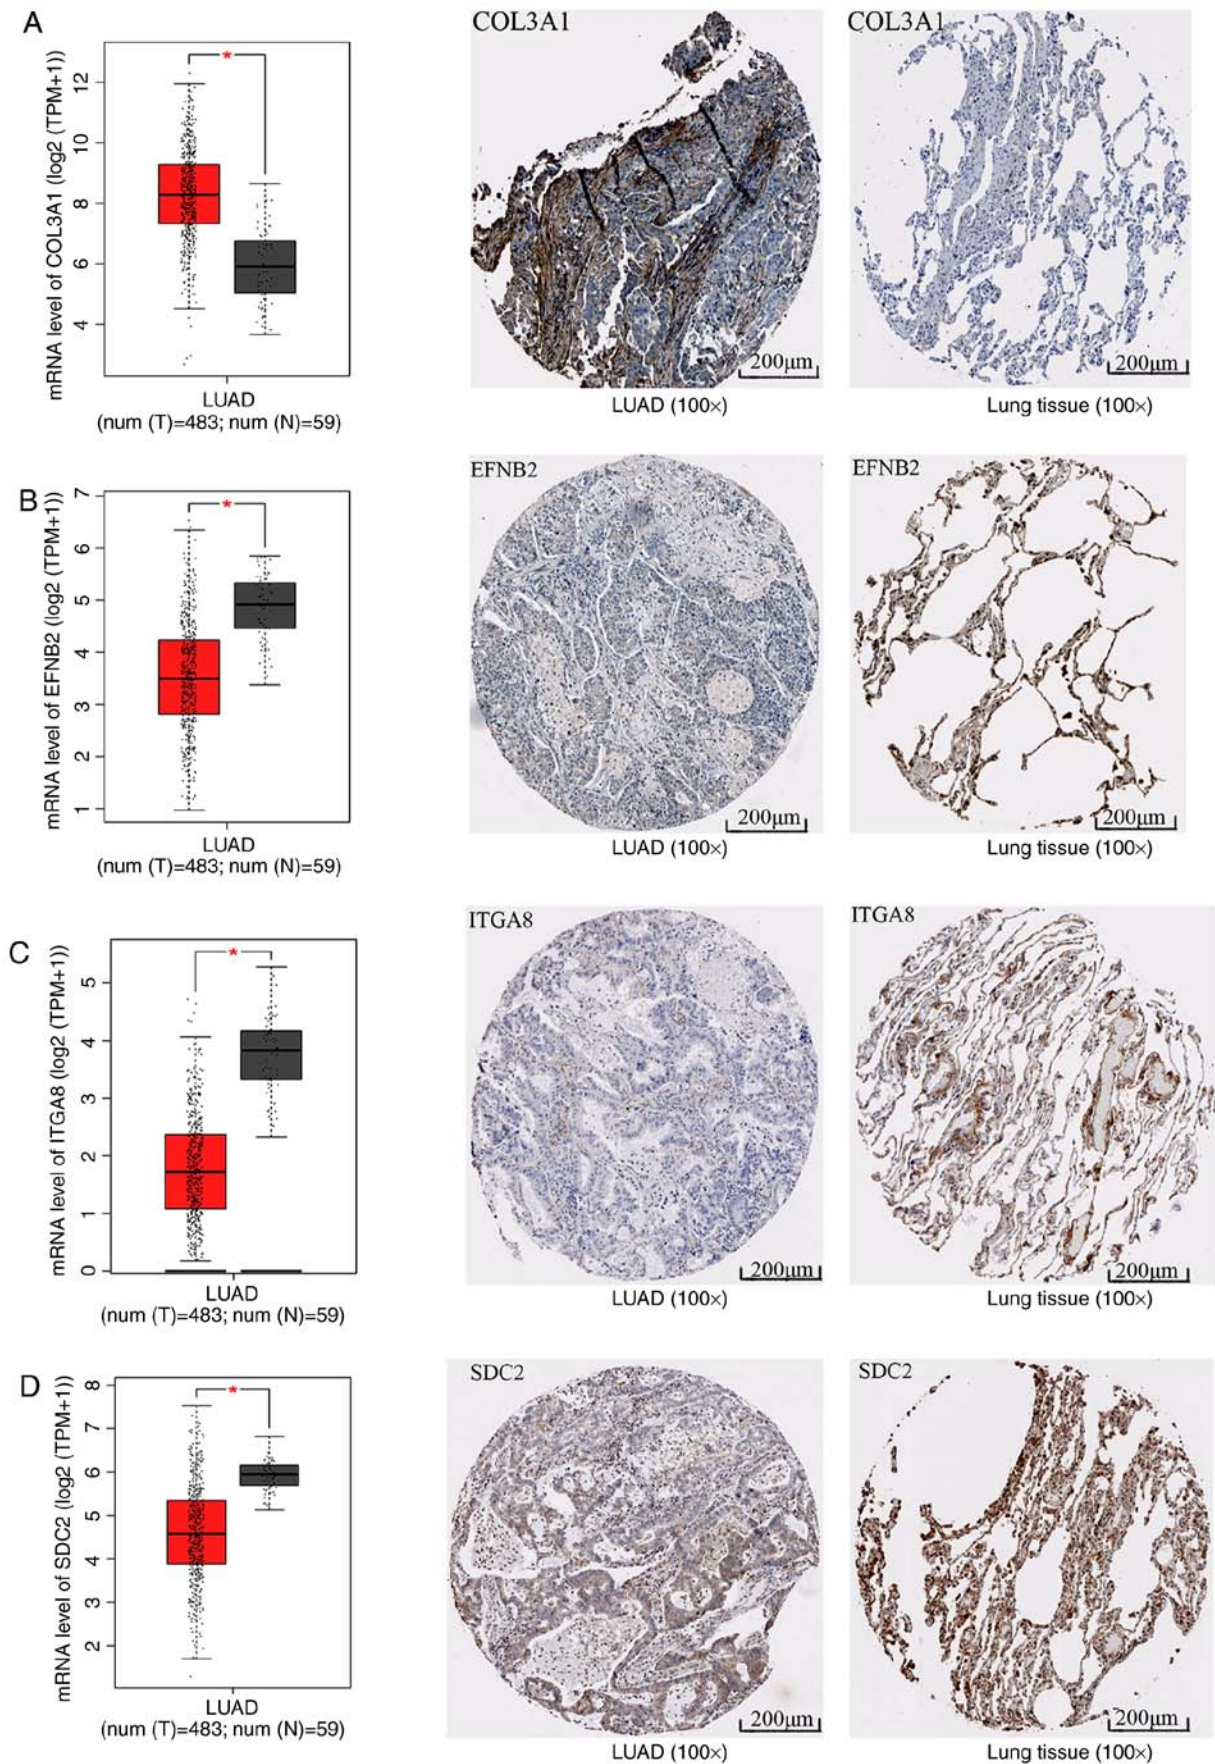 A
mRNA level of COL3A1 (log2 (TPM+1))
12
10
8
6
4
*
LUAD
(num (T)=483; num (N)=59)
COL3A1
200μm
LUAD (100×)
COL3A1
200μm
Lung tissue (100×)
B
mRNA level of EFNB2 (log2 (TPM+1))
7
6
5
4
3
2
1
*
LUAD
(num (T)=483; num (N)=59)
EFNB2
200μm
LUAD (100×)
EFNB2
200μm
Lung tissue (100×)
C
mRNA level of ITGA8 (log2 (TPM+1))
5
4
3
2
1
0
*
LUAD
(num (T)=483; num (N)=59)
ITGA8
200μm
LUAD (100×)
ITGA8
200μm
Lung tissue (100×)
D
mRNA level of SDC2 (log2 (TPM+1))
8
7
6
5
4
3
2
*
LUAD
(num (T)=483; num (N)=59)
SDC2
200μm
LUAD (100×)
SDC2
200μm
Lung tissue (100×)